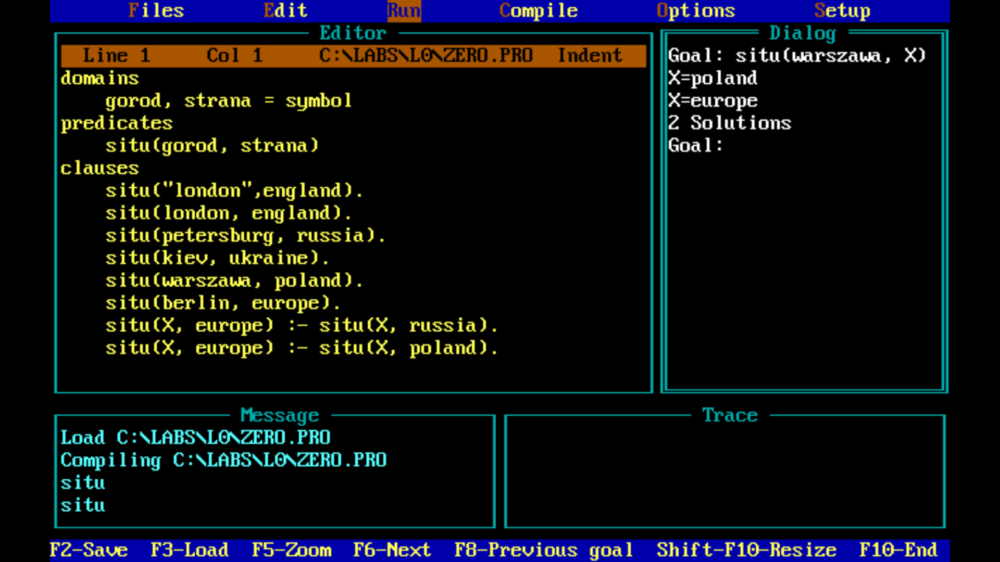 Files Edit Run Compile Options Setup
Editor
Line 1 Col 1 C:\LABS\L0\ZERO.PRO Indent
domains
gorod, strana = symbol
predicates
situ(gorod, strana)
clauses
situ("london",england).
situ(london, england).
situ(petersburg, russia).
situ(kiev, ukraine).
situ(warszawa, poland).
situ(berlin, europe).
situ(X, europe) :- situ(X, russia).
situ(X, europe) :- situ(X, poland).
Dialog
Goal: situ(warszawa, X)
X=poland
X=europe
2 Solutions
Goal:
Message
Load C:\LABS\L0\ZERO.PRO
Compiling C:\LABS\L0\ZERO.PRO
situ
situ
Trace
F2-Save F3-Load F5-Zoom F6-Next F8-Previous goal Shift-F10-Resize F10-End